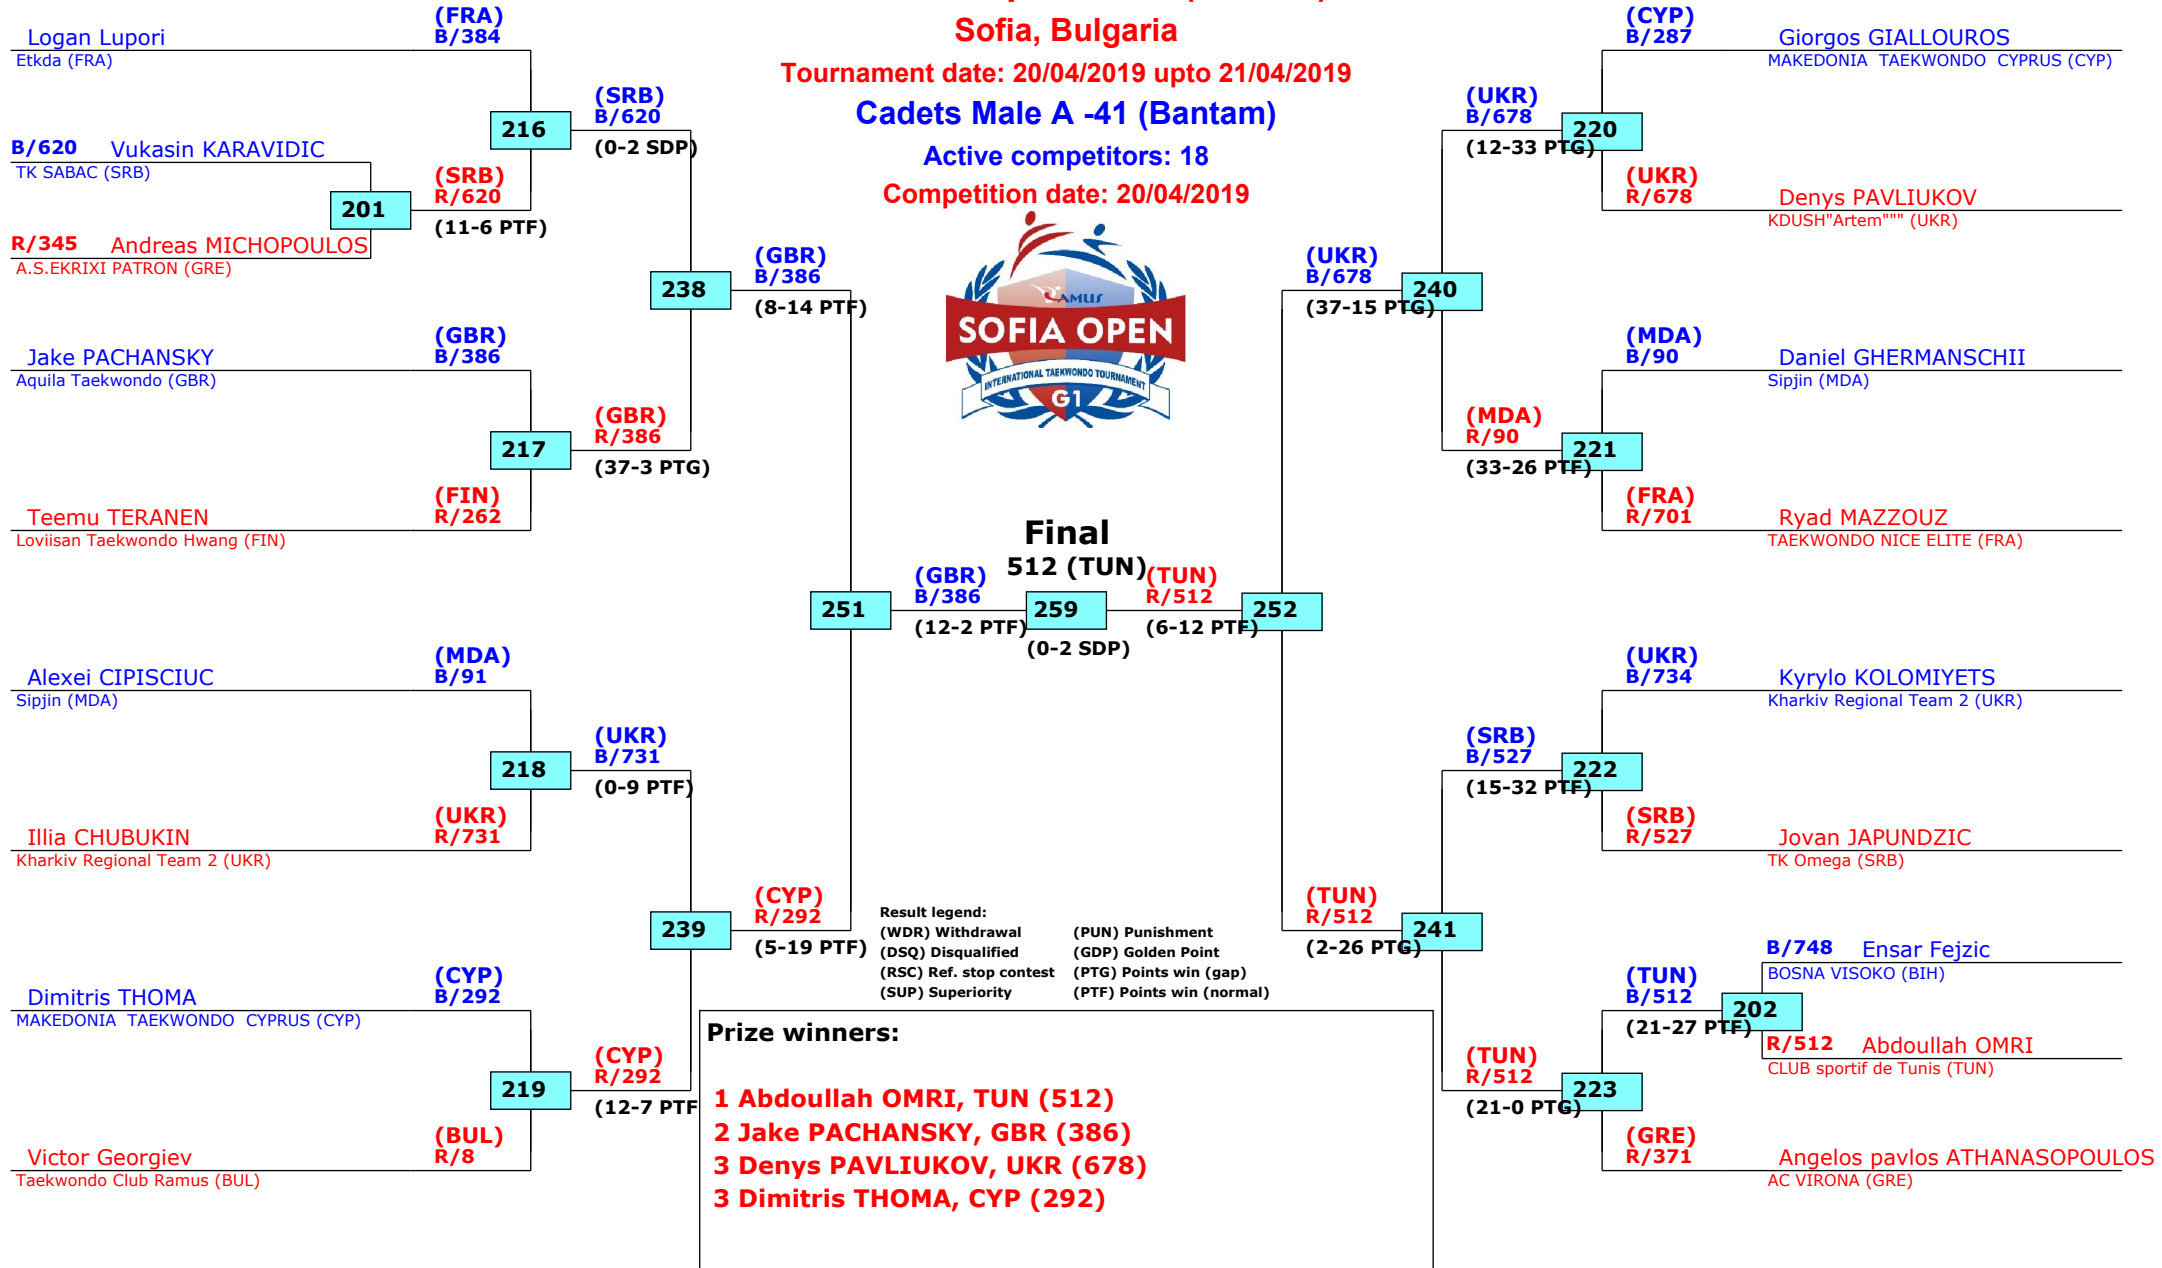 Sofia, Bulgaria
Tournament date: 20/04/2019 upto 21/04/2019
Cadets Male A -41 (Bantam)
Active competitors: 18
Competition date: 20/04/2019
RAMUS
SOFIA OPEN
INTERNATIONAL TAEKWONDO TOURNAMENT
G1
Logan Lupori
Etkda (FRA)
(FRA)
B/384
B/620 Vukasin KARAVIDIC
TK SABAC (SRB)
R/345 Andreas MICHOPOULOS
A.S.EKRIXI PATRON (GRE)
201
(SRB)
R/620
(11-6 PTF)
216
(SRB)
B/620
(0-2 SDP)
Jake PACHANSKY
Aquila Taekwondo (GBR)
(GBR)
B/386
Teemu TERANEN
Loviisan Taekwondo Hwang (FIN)
(FIN)
R/262
217
(GBR)
R/386
(37-3 PTG)
238
(GBR)
B/386
(8-14 PTF)
Alexei CIPISCIUC
Sipjin (MDA)
(MDA)
B/91
Illia CHUBUKIN
Kharkiv Regional Team 2 (UKR)
(UKR)
R/731
218
(UKR)
B/731
(0-9 PTF)
Dimitris THOMA
MAKEDONIA TAEKWONDO CYPRUS (CYP)
(CYP)
B/292
Victor Georgiev
Taekwondo Club Ramus (BUL)
(BUL)
R/8
219
(CYP)
R/292
(12-7 PTF
239
(CYP)
R/292
(5-19 PTF)
251
(GBR)
B/386
(12-2 PTF)
Final
512 (TUN)
259
(0-2 SDP)
(TUN)
R/512
(6-12 PTF)
252
(UKR)
B/678
(37-15 PTG)
240
(UKR)
B/678
(12-33 PTG)
220
(CYP)
B/287
Giorgos GIALLOUROS
MAKEDONIA TAEKWONDO CYPRUS (CYP)
(UKR)
R/678
Denys PAVLIUKOV
KDUSH"Artem""" (UKR)
(MDA)
R/90
(33-26 PTF)
221
(MDA)
B/90
Daniel GHERMANSCHII
Sipjin (MDA)
(FRA)
R/701
Ryad MAZZOUZ
TAEKWONDO NICE ELITE (FRA)
(TUN)
R/512
(2-26 PTG)
241
(SRB)
B/527
(15-32 PTF)
222
(UKR)
B/734
Kyrylo KOLOMIYETS
Kharkiv Regional Team 2 (UKR)
(SRB)
R/527
Jovan JAPUNDZIC
TK Omega (SRB)
(TUN)
R/512
(21-0 PTG)
223
(TUN)
B/512
(21-27 PTF)
202
B/748 Ensar Fejzic
BOSNA VISOKO (BIH)
R/512 Abdoullah OMRI
CLUB sportif de Tunis (TUN)
(GRE)
R/371
Angelos pavlos ATHANASOPOULOS
AC VIRONA (GRE)
Result legend:
(WDR) Withdrawal (PUN) Punishment
(DSQ) Disqualified (GDP) Golden Point
(RSC) Ref. stop contest (PTG) Points win (gap)
(SUP) Superiority (PTF) Points win (normal)
Prize winners:
1 Abdoullah OMRI, TUN (512)
2 Jake PACHANSKY, GBR (386)
3 Denys PAVLIUKOV, UKR (678)
3 Dimitris THOMA, CYP (292)